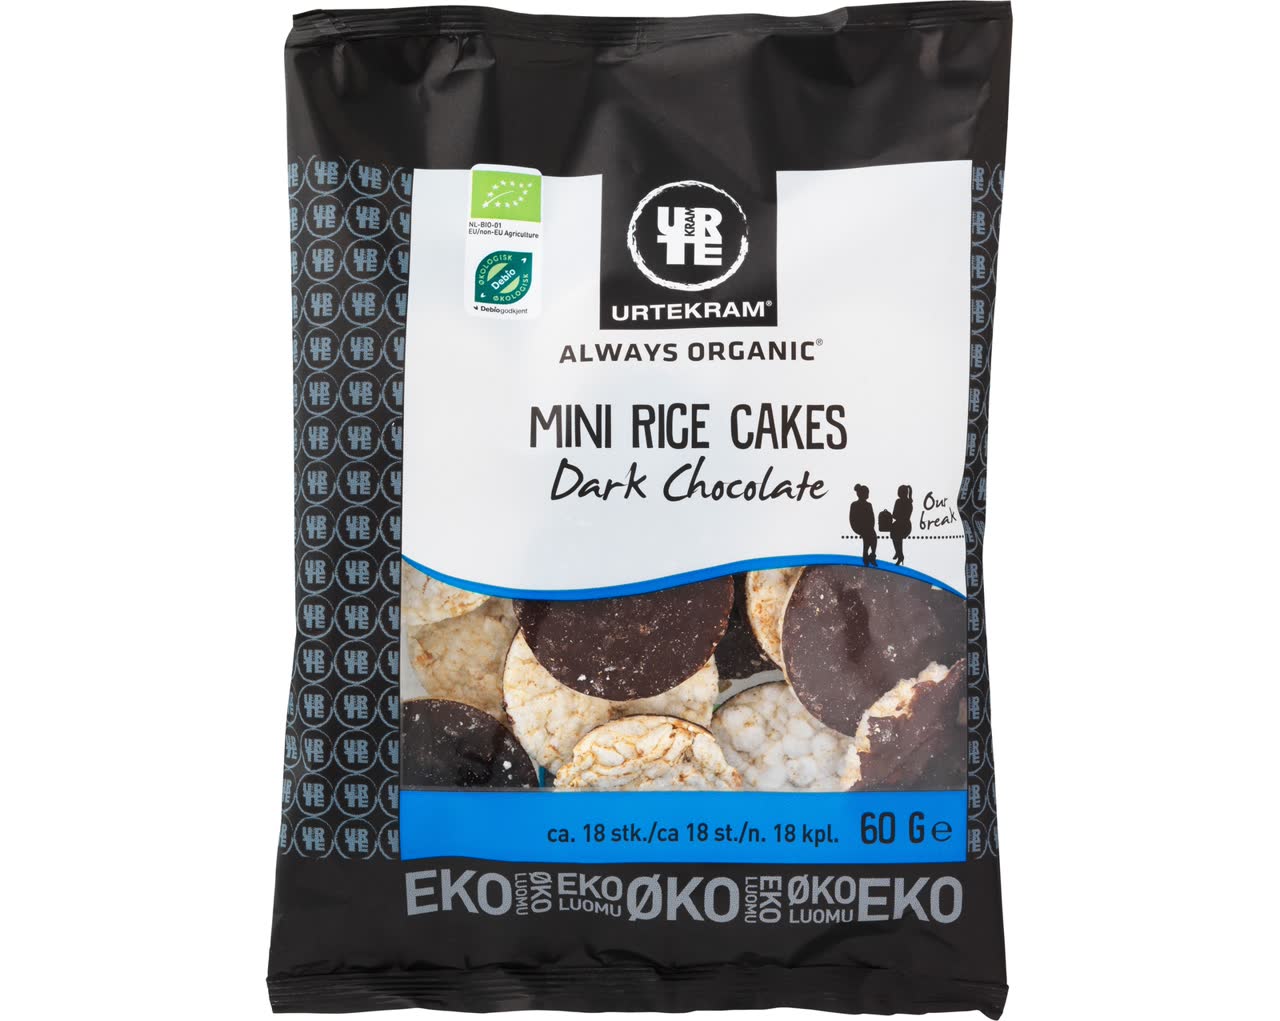 NL-BIO-01
EU/non-EU Agriculture
ØKOLOGISK
Debio
ØKOLOGISK
Debiogodkjent
URTE
KRAM
URTEKRAM®
ALWAYS ORGANIC®
MINI RICE CAKES
Dark Chocolate
Our
break
ca. 18 stk./ca 18 st./n. 18 kpl. 60 G e
EKO LUOMU ØKO EKO LUOMU ØKO LUOMU EKO ØKO LUOMU EKO